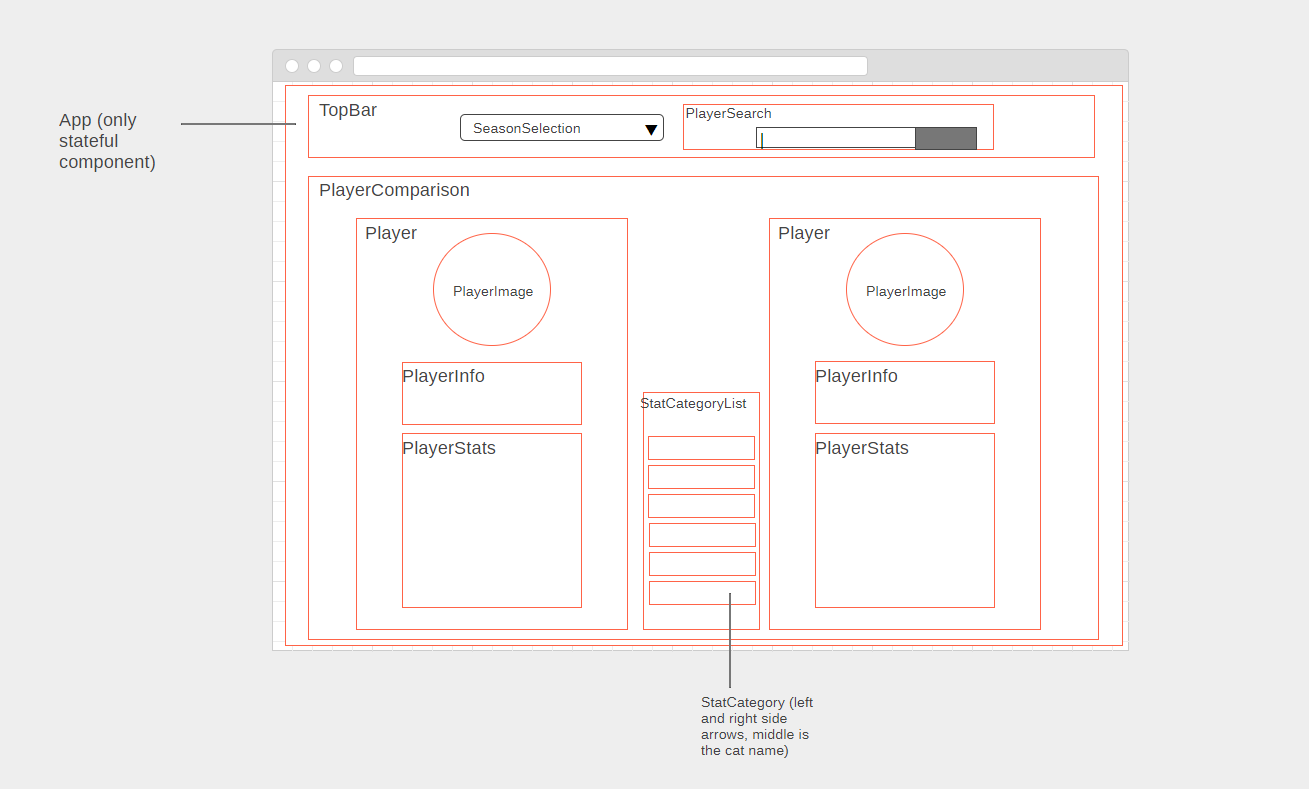 App (only
stateful
component)
TopBar
SeasonSelection
PlayerSearch
PlayerComparison
Player
PlayerImage
PlayerInfo
PlayerStats
StatCategoryList
Player
PlayerImage
PlayerInfo
PlayerStats
StatCategory (left
and right side
arrows, middle is
the cat name)